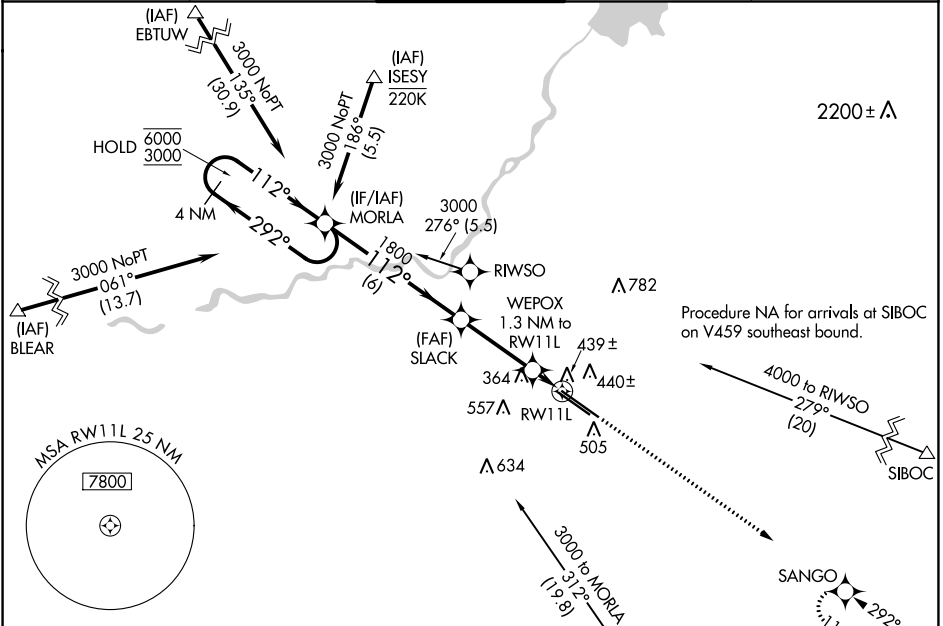 (IAF)
EBTUW
3000 NoPT
135°
(30.9)
(IAF)
ISESY
220K
3000 NoPT
186°
(5.5)
2200 ±
HOLD
6000
3000
4 NM
112°
292°
(IF/IAF)
MORLA
3000
276° (5.5)
RIWSO
1800
112°
(6)
3000 NoPT
061°
(13.7)
(IAF)
BLEAR
(FAF)
SLACK
WEPOX
1.3 NM to
RW11L
782
439 ±
364
440±
557
RW11L
505
634
Procedure NA for arrivals at SIBOC
on V459 southeast bound.
4000 to RIWSO
279°
(20)
SIBOC
MSA RW11L 25 NM
7800
3000 to MORLA
312°
(19.8)
SANGO
292°